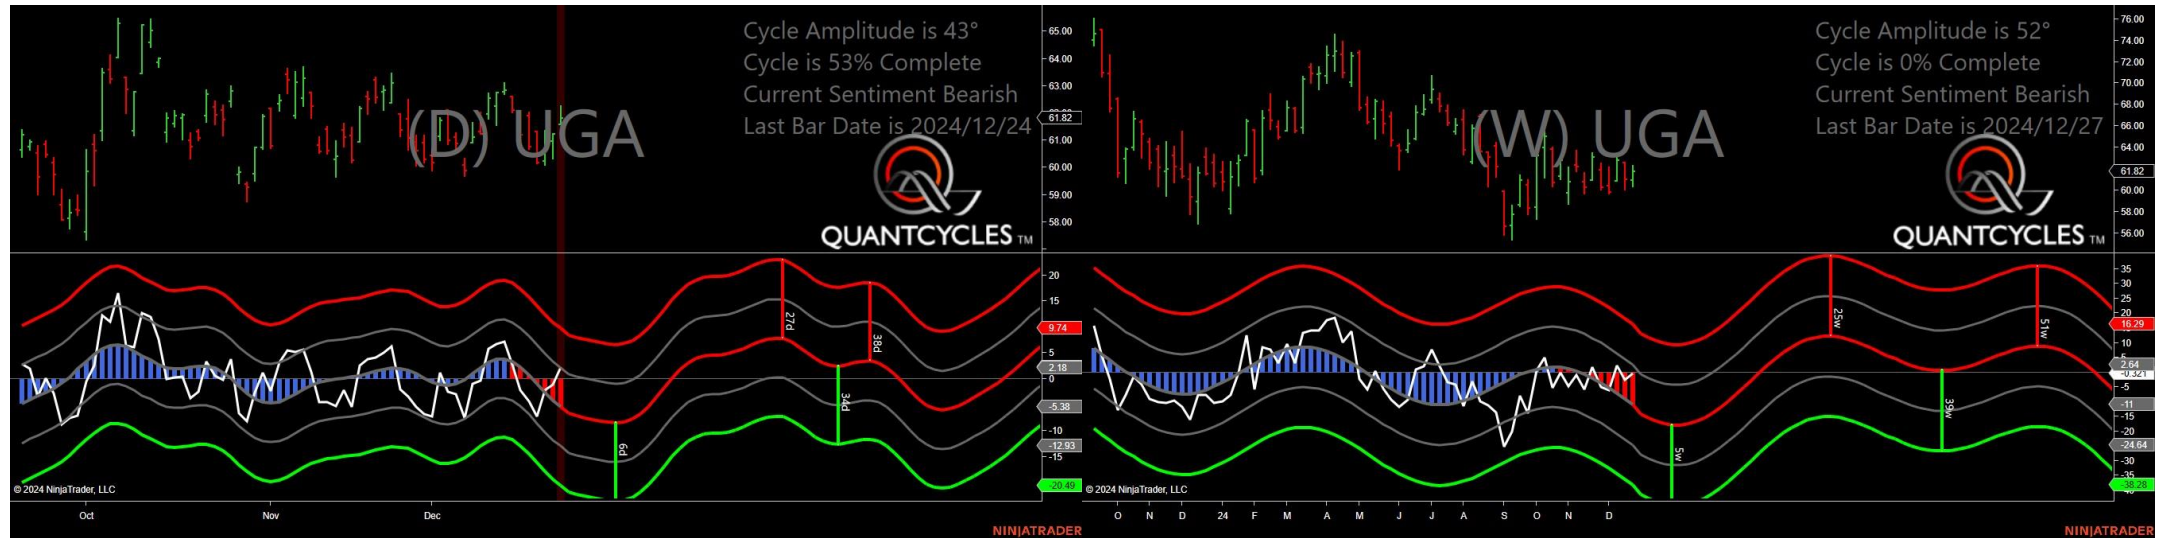 Cycle Amplitude is 43°
Cycle is 53% Complete
Current Sentiment Bearish
Last Bar Date is 2024/12/24
(D) UGA
QUANTCYCLES TM
65.00
64.00
63.00
61.82
61.00
60.00
59.00
58.00
20
15
9.74
5
2.18
0
-5.38
-10
-12.93
-15
-20.49
27d
38d
34d
6d
© 2024 NinjaTrader, LLC
Oct Nov Dec
NINJATRADER
Cycle Amplitude is 52°
Cycle is 0% Complete
Current Sentiment Bearish
Last Bar Date is 2024/12/27
(W) UGA
QUANTCYCLES TM
76.00
74.00
72.00
70.00
68.00
66.00
64.00
61.82
60.00
58.00
56.00
35
30
25
20
16.29
2.64
-0.321
-5
-11
-15
-20
-24.64
-30
-35
-38.28
25w
51w
39w
5w
© 2024 NinjaTrader, LLC
O N D 24 F M A M J J A S O N D
NINJATRADER